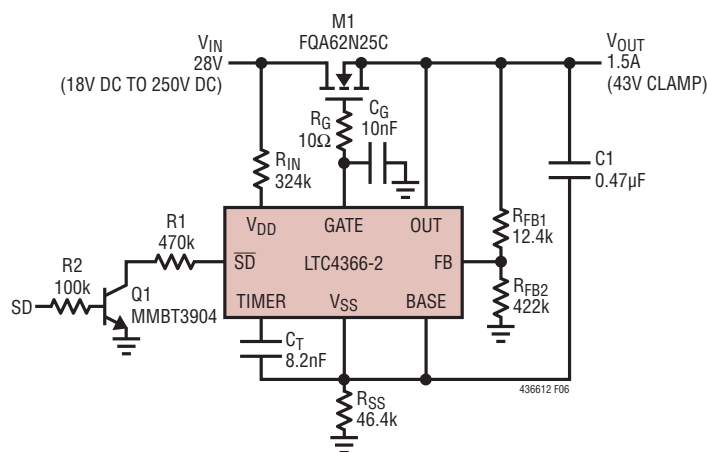 M1
FQA62N25C
VIN
28V
(18V DC TO 250V DC)
VOUT
1.5A
(43V CLAMP)
RG
10Ω
CG
10nF
RIN
324k
C1
0.47µF
VDD
GATE
OUT
RFB1
12.4k
R1
470k
SD
LTC4366-2
FB
R2
100k
SD
Q1
MMBT3904
TIMER
VSS
BASE
RFB2
422k
CT
8.2nF
RSS
46.4k
436612 F06